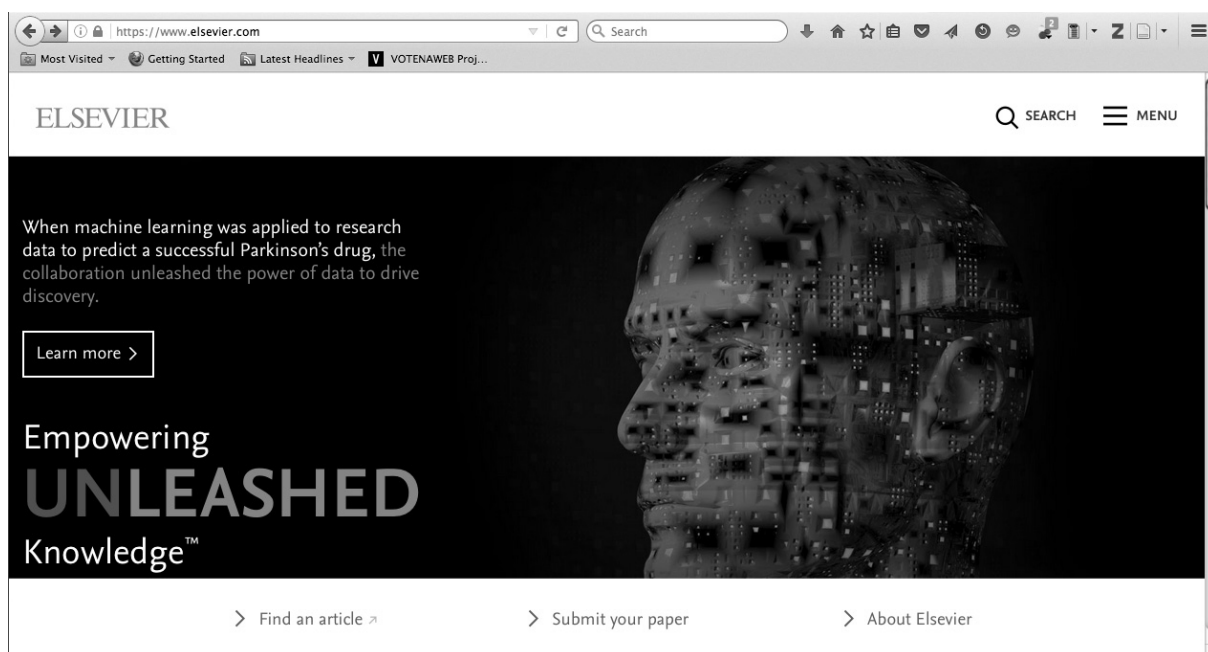 https://www.elsevier.com
Search
2
Z
Most Visited
Getting Started
Latest Headlines
V
VOTENAWEB Proj...
ELSEVIER
SEARCH
MENU
When machine learning was applied to research
data to predict a successful Parkinson's drug, the
collaboration unleashed the power of data to drive
discovery.
Learn more
Empowering
UNLEASHED
Knowledge™
Find an article
Submit your paper
About Elsevier